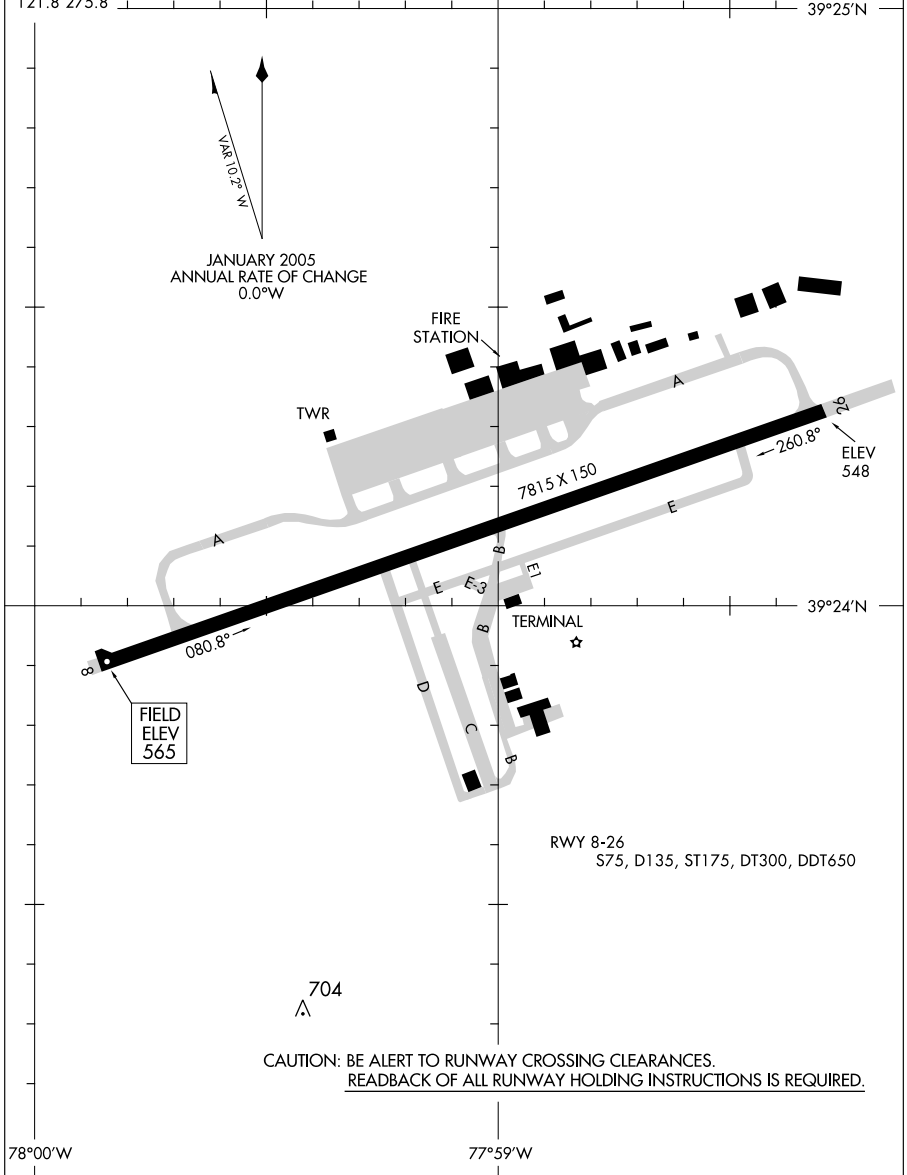 121.8 275.8
39°25'N
VAR 10.2° W
JANUARY 2005
ANNUAL RATE OF CHANGE
0.0°W
FIRE
STATION
TWR
A
26
260.8°
ELEV
548
7815 X 150
E
A
B
E1
E
E-3
39°24'N
TERMINAL
B
080.8°
8
D
FIELD
ELEV
565
C
B
RWY 8-26
S75, D135, ST175, DT300, DDT650
704
CAUTION: BE ALERT TO RUNWAY CROSSING CLEARANCES.
READBACK OF ALL RUNWAY HOLDING INSTRUCTIONS IS REQUIRED.
78°00'W
77°59'W